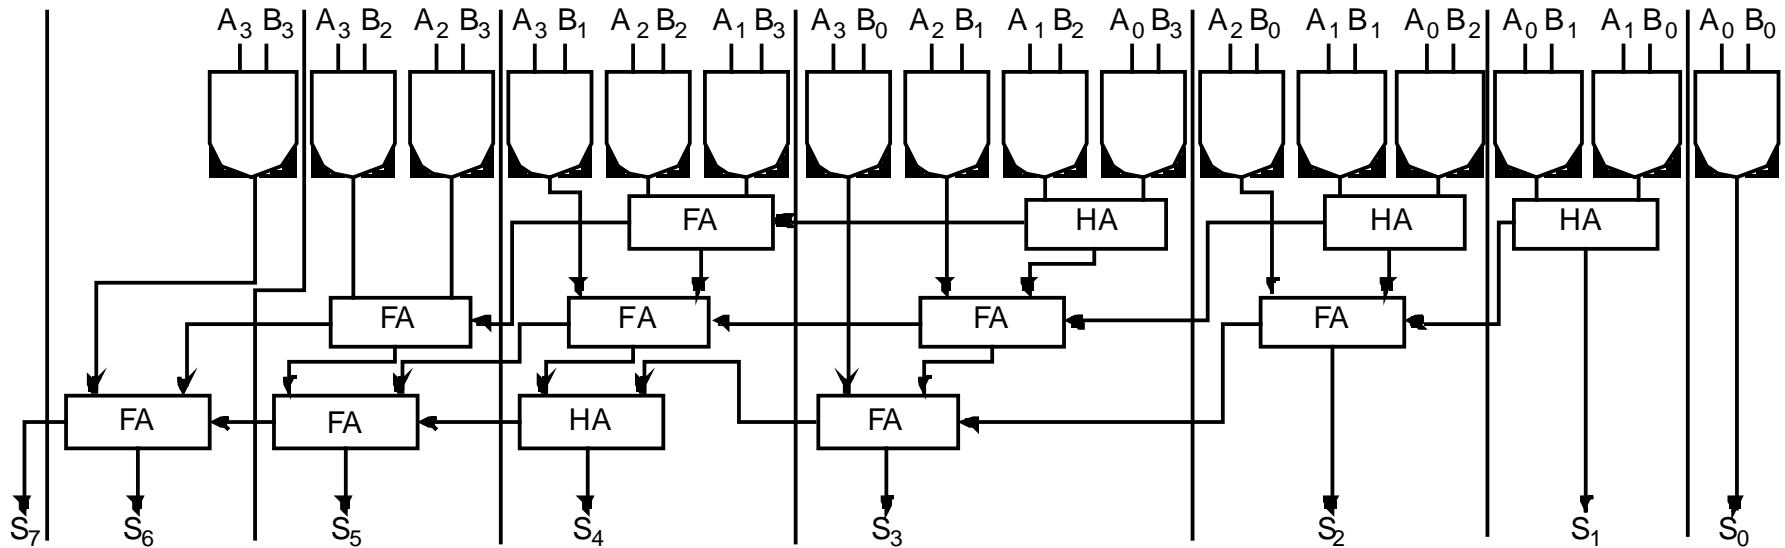 A₃ B₃ A₃ B₂ A₂ B₃ A₃ B₁ A₂ B₂ A₁ B₃ A₃ B₀ A₂ B₁ A₁ B₂ A₀ B₃ A₂ B₀ A₁ B₁ A₀ B₂ A₀ B₁ A₁ B₀ A₀ B₀
FA HA HA HA
FA FA FA FA
FA FA HA FA
S₇ S₆ S₅ S₄ S₃ S₂ S₁ S₀